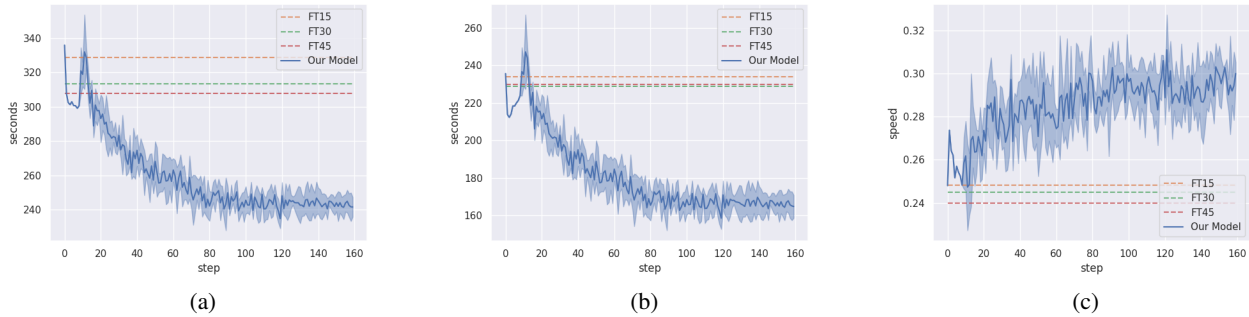 FT15
FT30
FT45
Our Model
seconds
340
320
300
280
260
240
0 20 40 60 80 100 120 140 160
step
(a)
FT15
FT30
FT45
Our Model
seconds
260
240
220
200
180
160
0 20 40 60 80 100 120 140 160
step
(b)
speed
0.32
0.30
0.28
0.26
0.24
FT15
FT30
FT45
Our Model
0 20 40 60 80 100 120 140 160
step
(c)